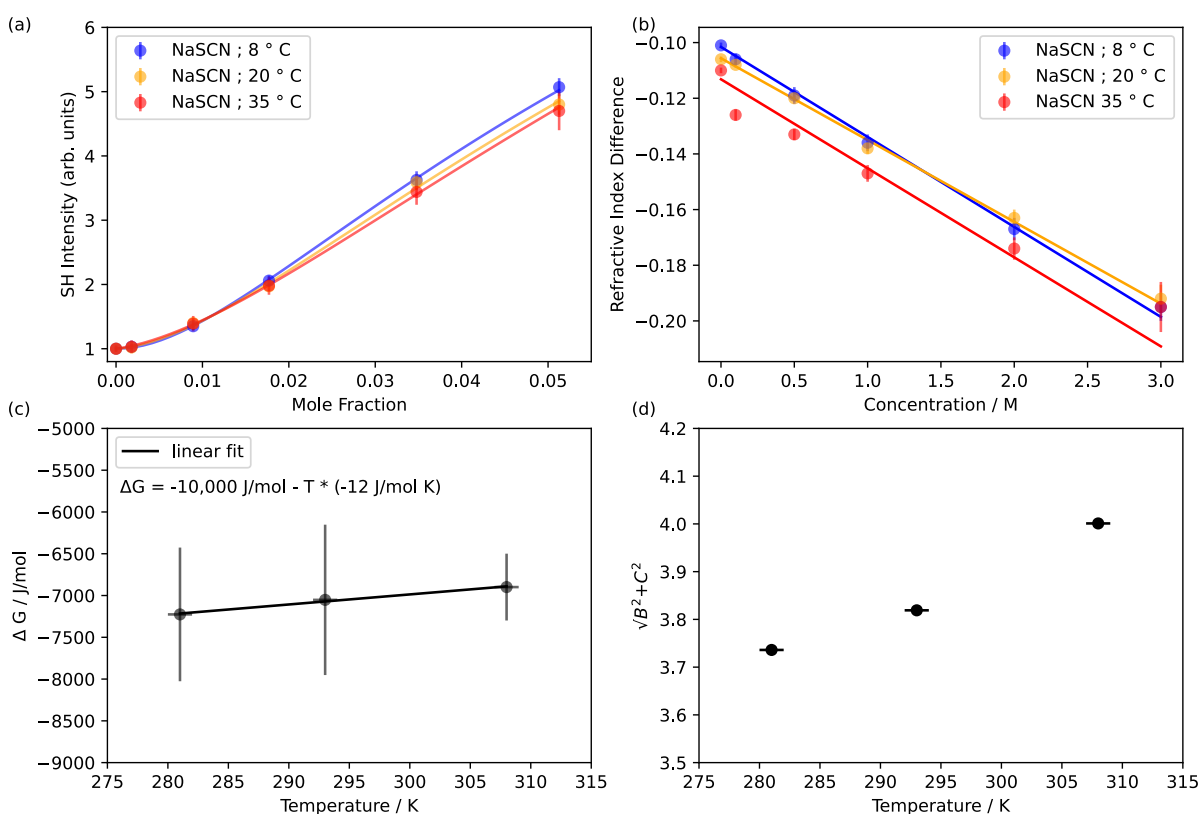 (a)
6
5
4
3
2
1
SH Intensity (arb. units)
NaSCN ; 8 ° C
NaSCN ; 20 ° C
NaSCN ; 35 ° C
0.00 0.01 0.02 0.03 0.04 0.05
Mole Fraction
(b)
−0.10
−0.12
−0.14
−0.16
−0.18
−0.20
Refractive Index Difference
NaSCN ; 8 ° C
NaSCN ; 20 ° C
NaSCN 35 ° C
0.0 0.5 1.0 1.5 2.0 2.5 3.0
Concentration / M
(c)
−5000
−5500
−6000
−6500
−7000
−7500
−8000
−8500
−9000
Δ G / J/mol
linear fit
ΔG = -10,000 J/mol - T * (-12 J/mol K)
275 280 285 290 295 300 305 310 315
Temperature / K
(d)
4.2
4.1
4.0
3.9
3.8
3.7
3.6
3.5
√B²+C²
275 280 285 290 295 300 305 310 315
Temperature / K